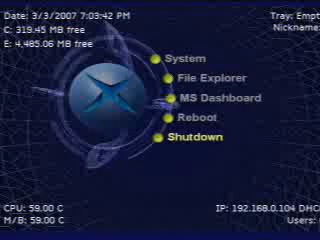 Date: 3/3/2007 7:03:42 PM
Tray: Empt
C: 319.45 MB free
Nickname:
E: 4,485.06 MB free
System
File Explorer
MS Dashboard
Reboot
Shutdown
CPU: 59.00 C
IP: 192.168.0.104 DHC
M/B: 59.00 C
Users: